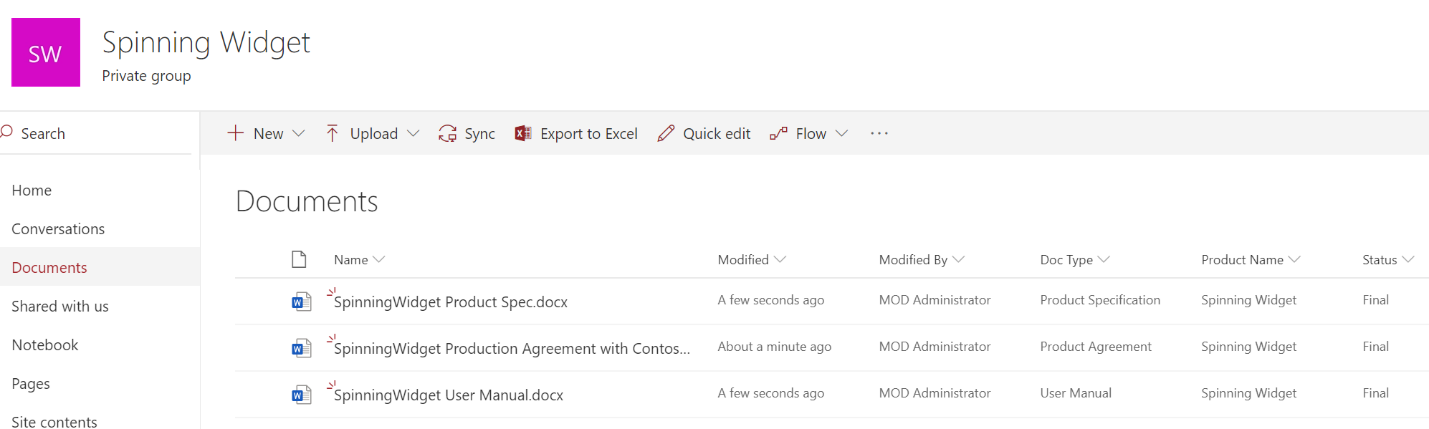 SW
Spinning Widget
Private group
Search
New Upload Sync Export to Excel Quick edit Flow ...
Home
Conversations
Documents
Shared with us
Notebook
Pages
Site contents
Documents
Name Modified Modified By Doc Type Product Name Status
SpinningWidget Product Spec.docx A few seconds ago MOD Administrator Product Specification Spinning Widget Final
SpinningWidget Production Agreement with Contos... About a minute ago MOD Administrator Product Agreement Spinning Widget Final
SpinningWidget User Manual.docx A few seconds ago MOD Administrator User Manual Spinning Widget Final